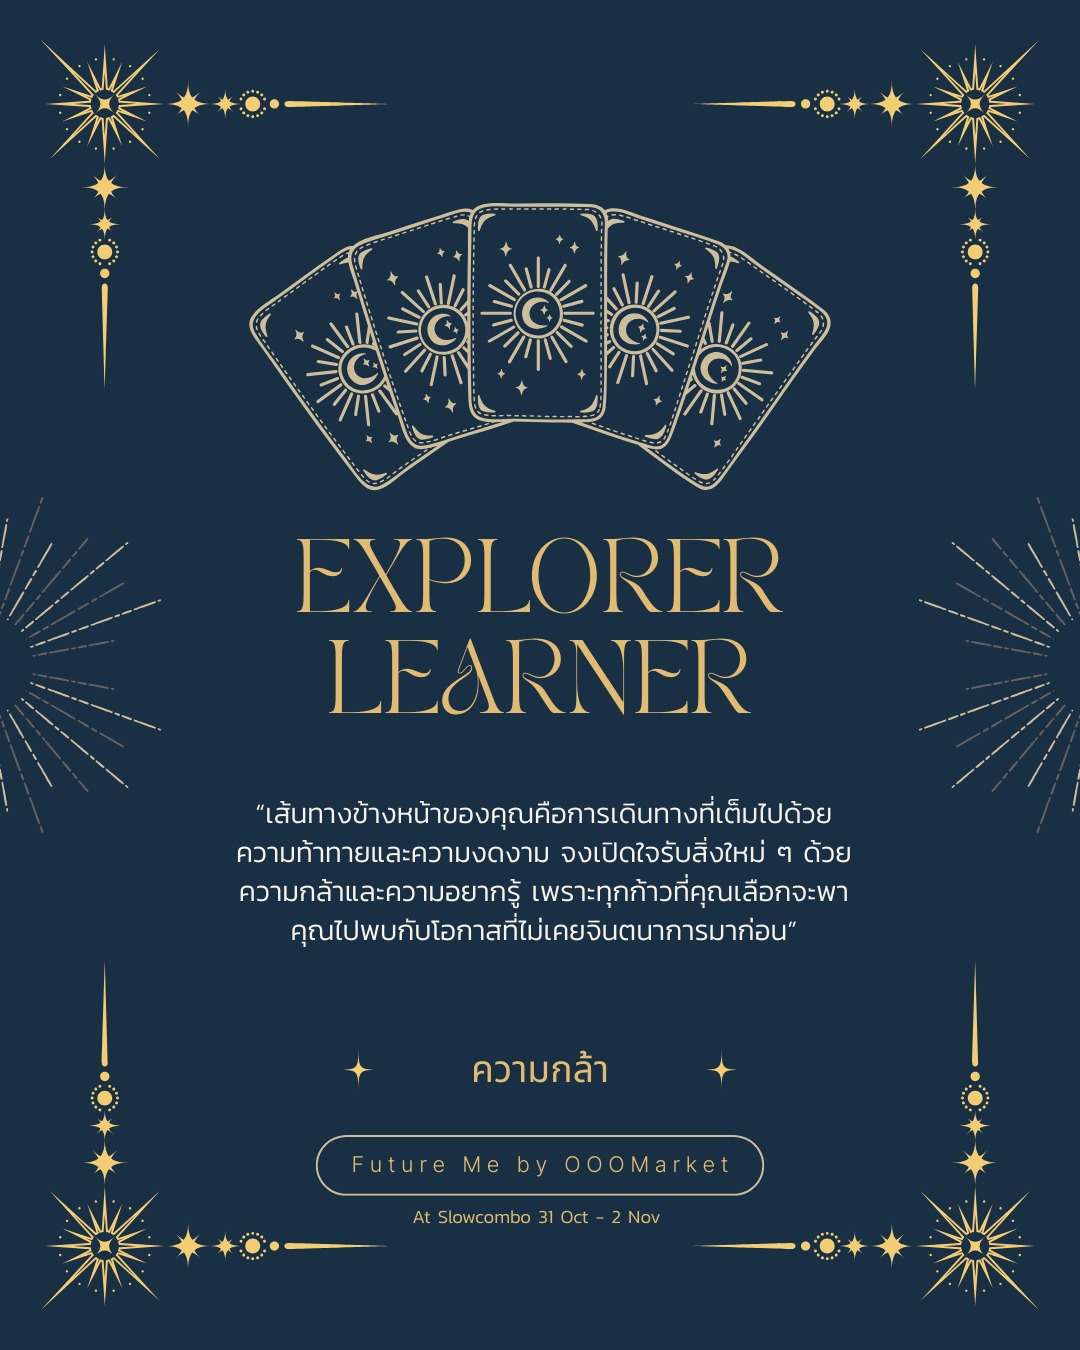 EXPLORER
LEARNER
“เส้นทางข้างหน้าของคุณคือการเดินทางที่เต็มไปด้วย
ความท้าทายและความงดงาม จงเปิดใจรับสิ่งใหม่ ๆ ด้วย
ความกล้าและความอยากรู้ เพราะทุกก้าวที่คุณเลือกจะพา
คุณไปพบกับโอกาสที่ไม่เคยจินตนาการมาก่อน”
ความกล้า
Future Me by OOOMarket
At Slowcombo 31 Oct – 2 Nov